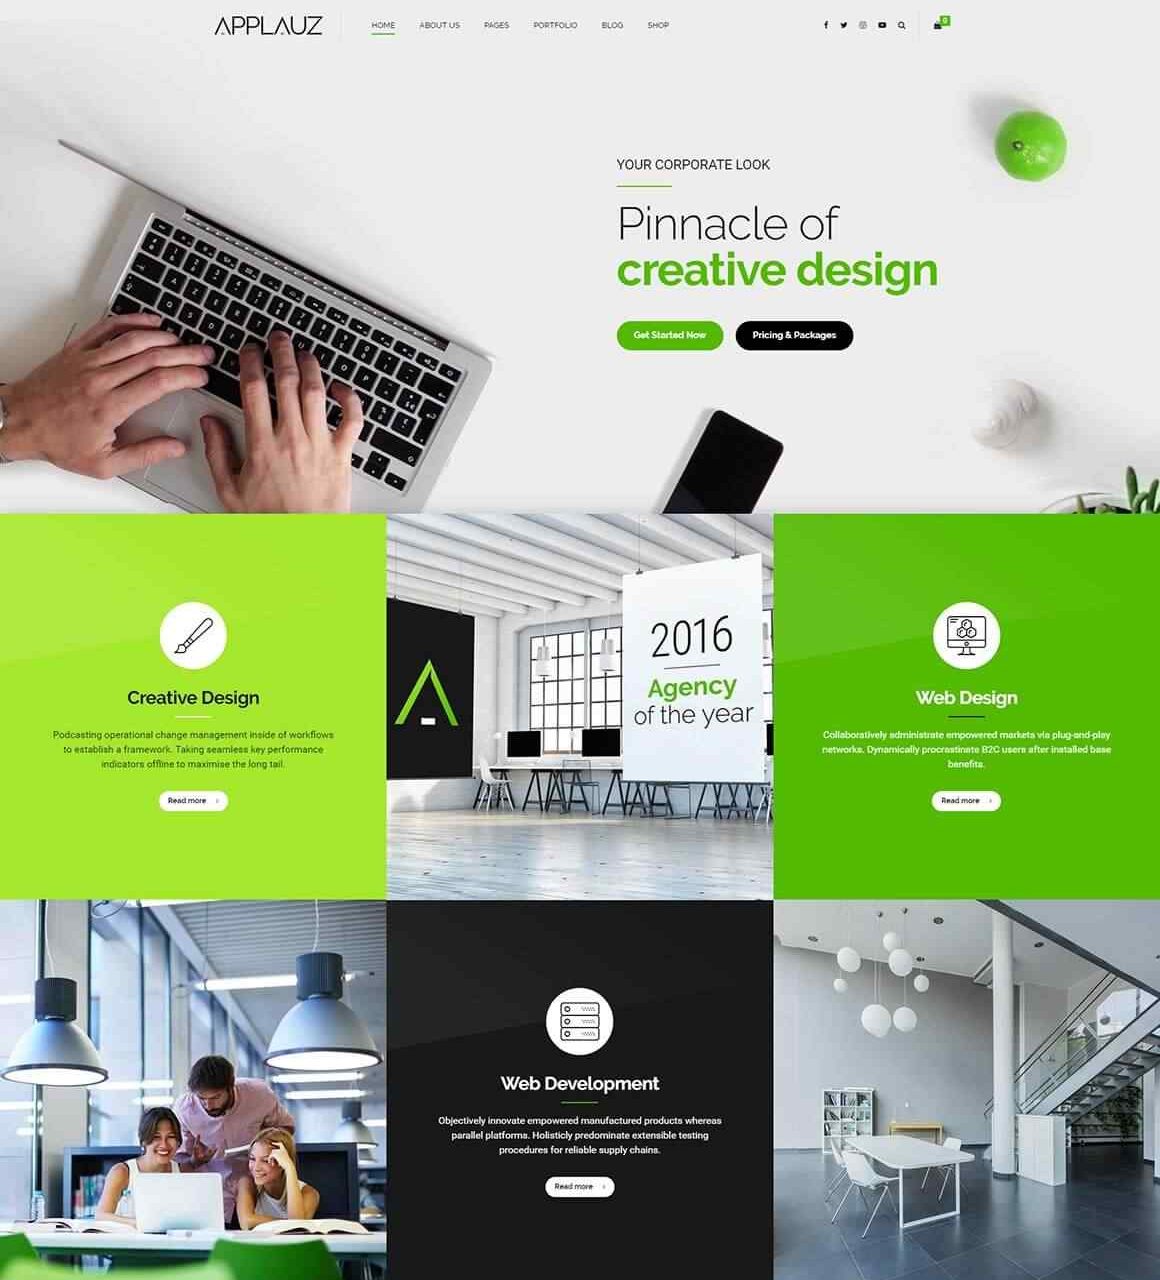 APPLAUZ
HOME ABOUT US PAGES PORTFOLIO BLOG SHOP
0
YOUR CORPORATE LOOK
Pinnacle of
creative design
Get Started Now Pricing & Packages
2016
Agency
of the year
Creative Design
Podcasting operational change management inside of workflows
to establish a framework. Taking seamless key performance
indicators offline to maximise the long tail.
Read more
Web Design
Collaboratively administrate empowered markets via plug-and-play
networks. Dynamically procrastinate B2C users after installed base
benefits.
Read more
Web Development
Objectively innovate empowered manufactured products whereas
parallel platforms. Holisticly predominate extensible testing
procedures for reliable supply chains.
Read more